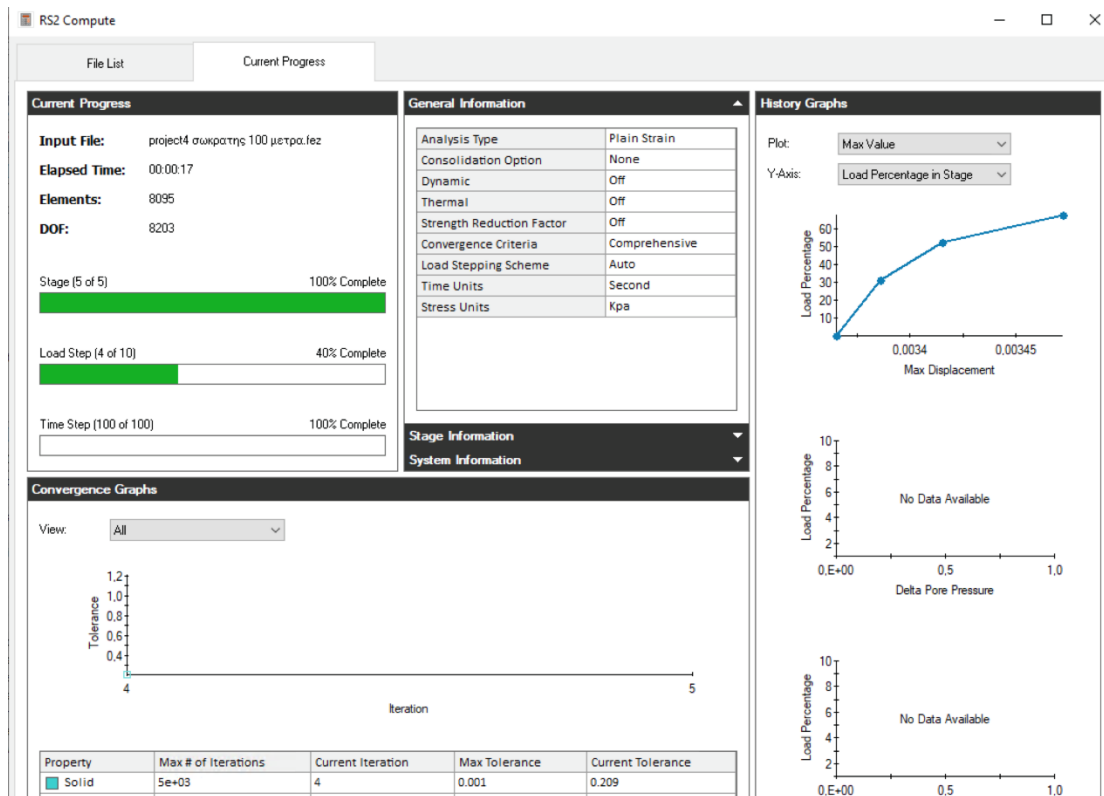 RS2 Compute
File List
Current Progress
Current Progress
Input File: project4 σωκρατης 100 μετρα.fez
Elapsed Time: 00:00:17
Elements: 8095
DOF: 8203
Stage (5 of 5) 100% Complete
Load Step (4 of 10) 40% Complete
Time Step (100 of 100) 100% Complete
General Information
Analysis Type Plain Strain
Consolidation Option None
Dynamic Off
Thermal Off
Strength Reduction Factor Off
Convergence Criteria Comprehensive
Load Stepping Scheme Auto
Time Units Second
Stress Units Kpa
Stage Information
System Information
History Graphs
Plot: Max Value
Y-Axis: Load Percentage in Stage
Load Percentage
60
50
40
30
20
10
0,0034 0,00345
Max Displacement
Load Percentage
10
8
6
4
2
No Data Available
0,E+00 0,5 1,0
Delta Pore Pressure
Load Percentage
10
8
6
4
2
No Data Available
0,E+00 0,5 1,0
Convergence Graphs
View: All
Tolerance
1,2
1,0
0,8
0,6
0,4
4 5
Iteration
Property Max # of Iterations Current Iteration Max Tolerance Current Tolerance
Solid 5e+03 4 0.001 0.209